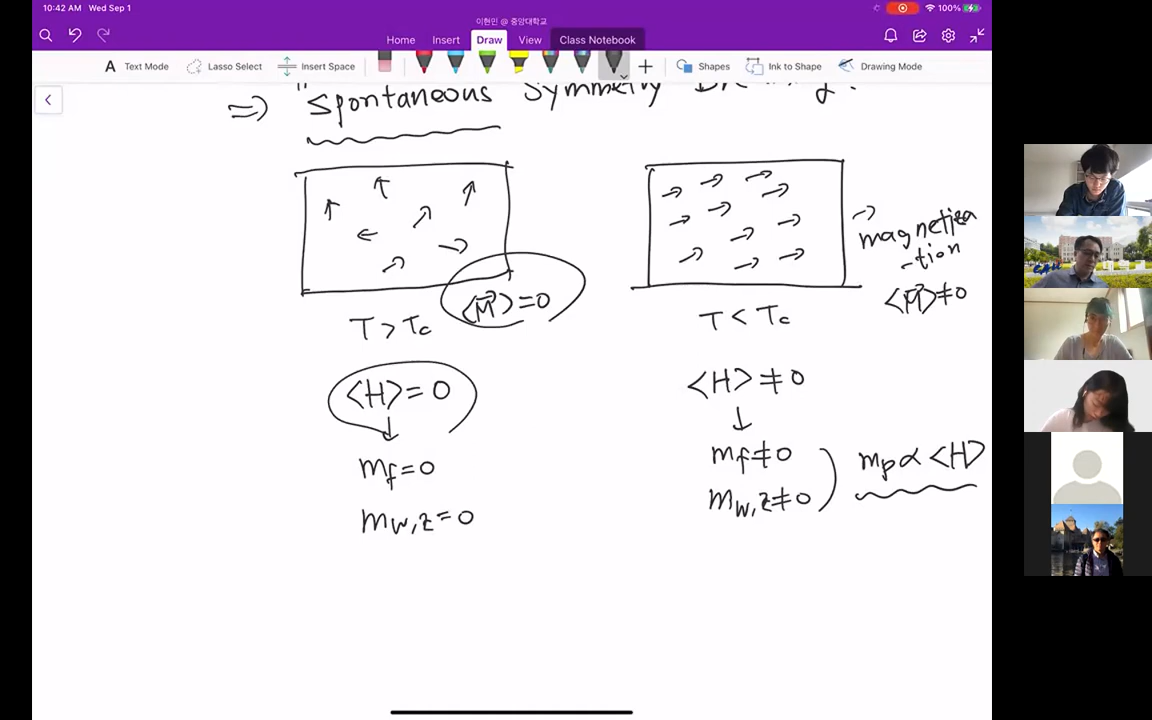 10:42 AM Wed Sep 1
100%
이현민 @ 중앙대학교
Home Insert Draw View Class Notebook
A Text Mode Lasso Select Insert Space Shapes Ink to Shape Drawing Mode
⇒ "Spontaneous Symmetry
<M⃗>=0
T > Tc
T < Tc
→ magnetiza
-tion
<M⃗>≠0
<H> = 0
<H> ≠ 0
↓
↓
mf=0
mf≠0
mw,z=0
mw,z≠0
mp∝<H>